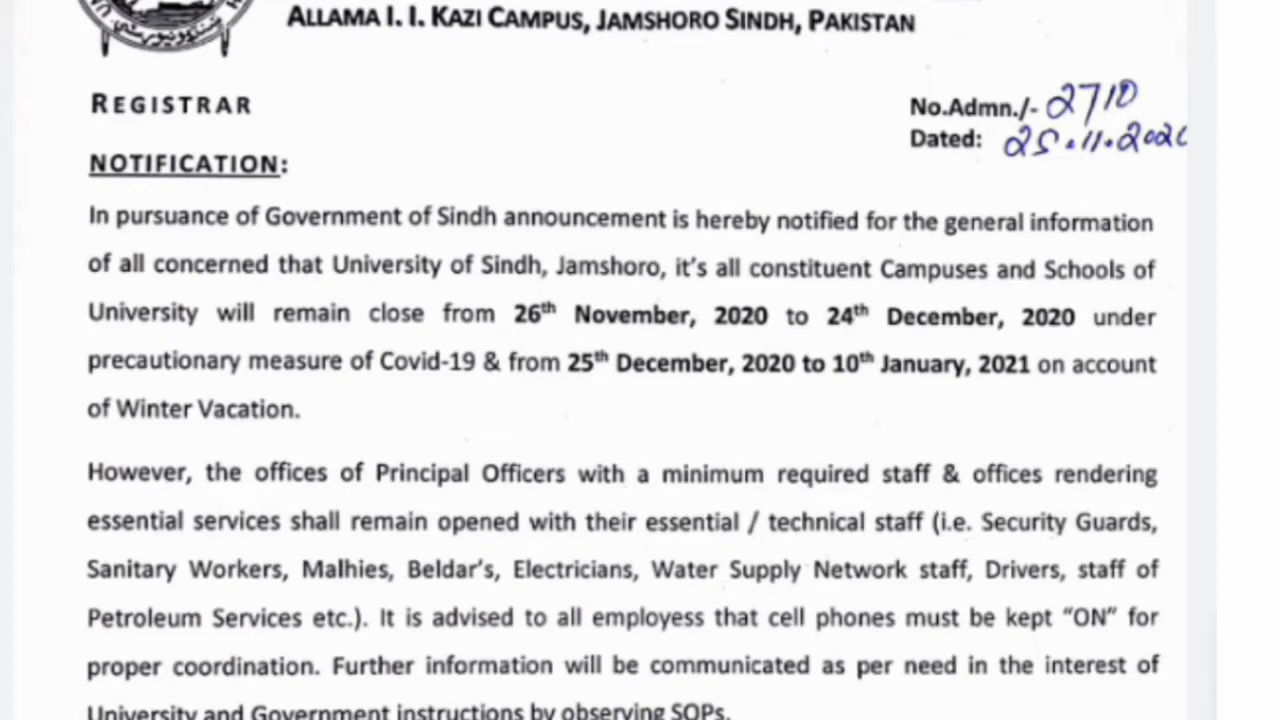 ALLAMA I. I. KAZI CAMPUS, JAMSHORO SINDH, PAKISTAN
REGISTRAR
No.Admn./- 2710
Dated: 25.11.202
NOTIFICATION:
In pursuance of Government of Sindh announcement is hereby notified for the general information
of all concerned that University of Sindh, Jamshoro, it's all constituent Campuses and Schools of
University will remain close from 26th November, 2020 to 24th December, 2020 under
precautionary measure of Covid-19 & from 25th December, 2020 to 10th January, 2021 on account
of Winter Vacation.
However, the offices of Principal Officers with a minimum required staff & offices rendering
essential services shall remain opened with their essential / technical staff (i.e. Security Guards,
Sanitary Workers, Malhies, Beldar's, Electricians, Water Supply Network staff, Drivers, staff of
Petroleum Services etc.). It is advised to all employess that cell phones must be kept "ON" for
proper coordination. Further information will be communicated as per need in the interest of
University and Government instructions by observing SOPs.